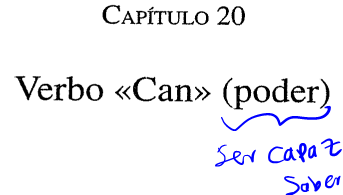 CAPÍTULO 20
Verbo «Can» (poder)
Ser capaz
Saber